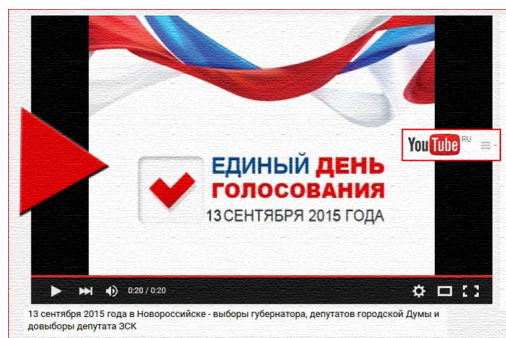 ЕДИНЫЙ ДЕНЬ
ГОЛОСОВАНИЯ
13 СЕНТЯБРЯ 2015 ГОДА
YouTube RU
0:20 / 0:20
13 сентября 2015 года в Новороссийске - выборы губернатора, депутатов городской Думы и
довыборы депутата ЗСК